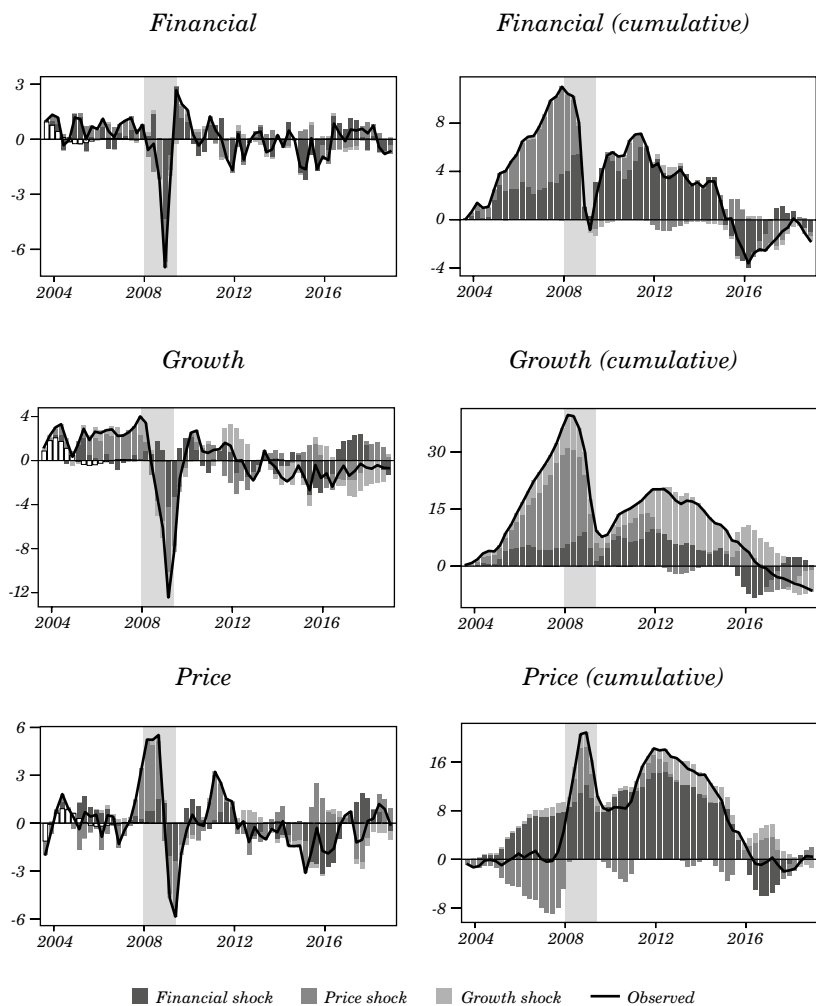 Financial
Financial (cumulative)
3
0
-3
-6
2004 2008 2012 2016
8
4
0
-4
2004 2008 2012 2016
Growth
Growth (cumulative)
4
0
-4
-8
-12
2004 2008 2012 2016
30
15
0
2004 2008 2012 2016
Price
Price (cumulative)
6
3
0
-3
-6
2004 2008 2012 2016
16
8
0
-8
2004 2008 2012 2016
Financial shock Price shock Growth shock Observed